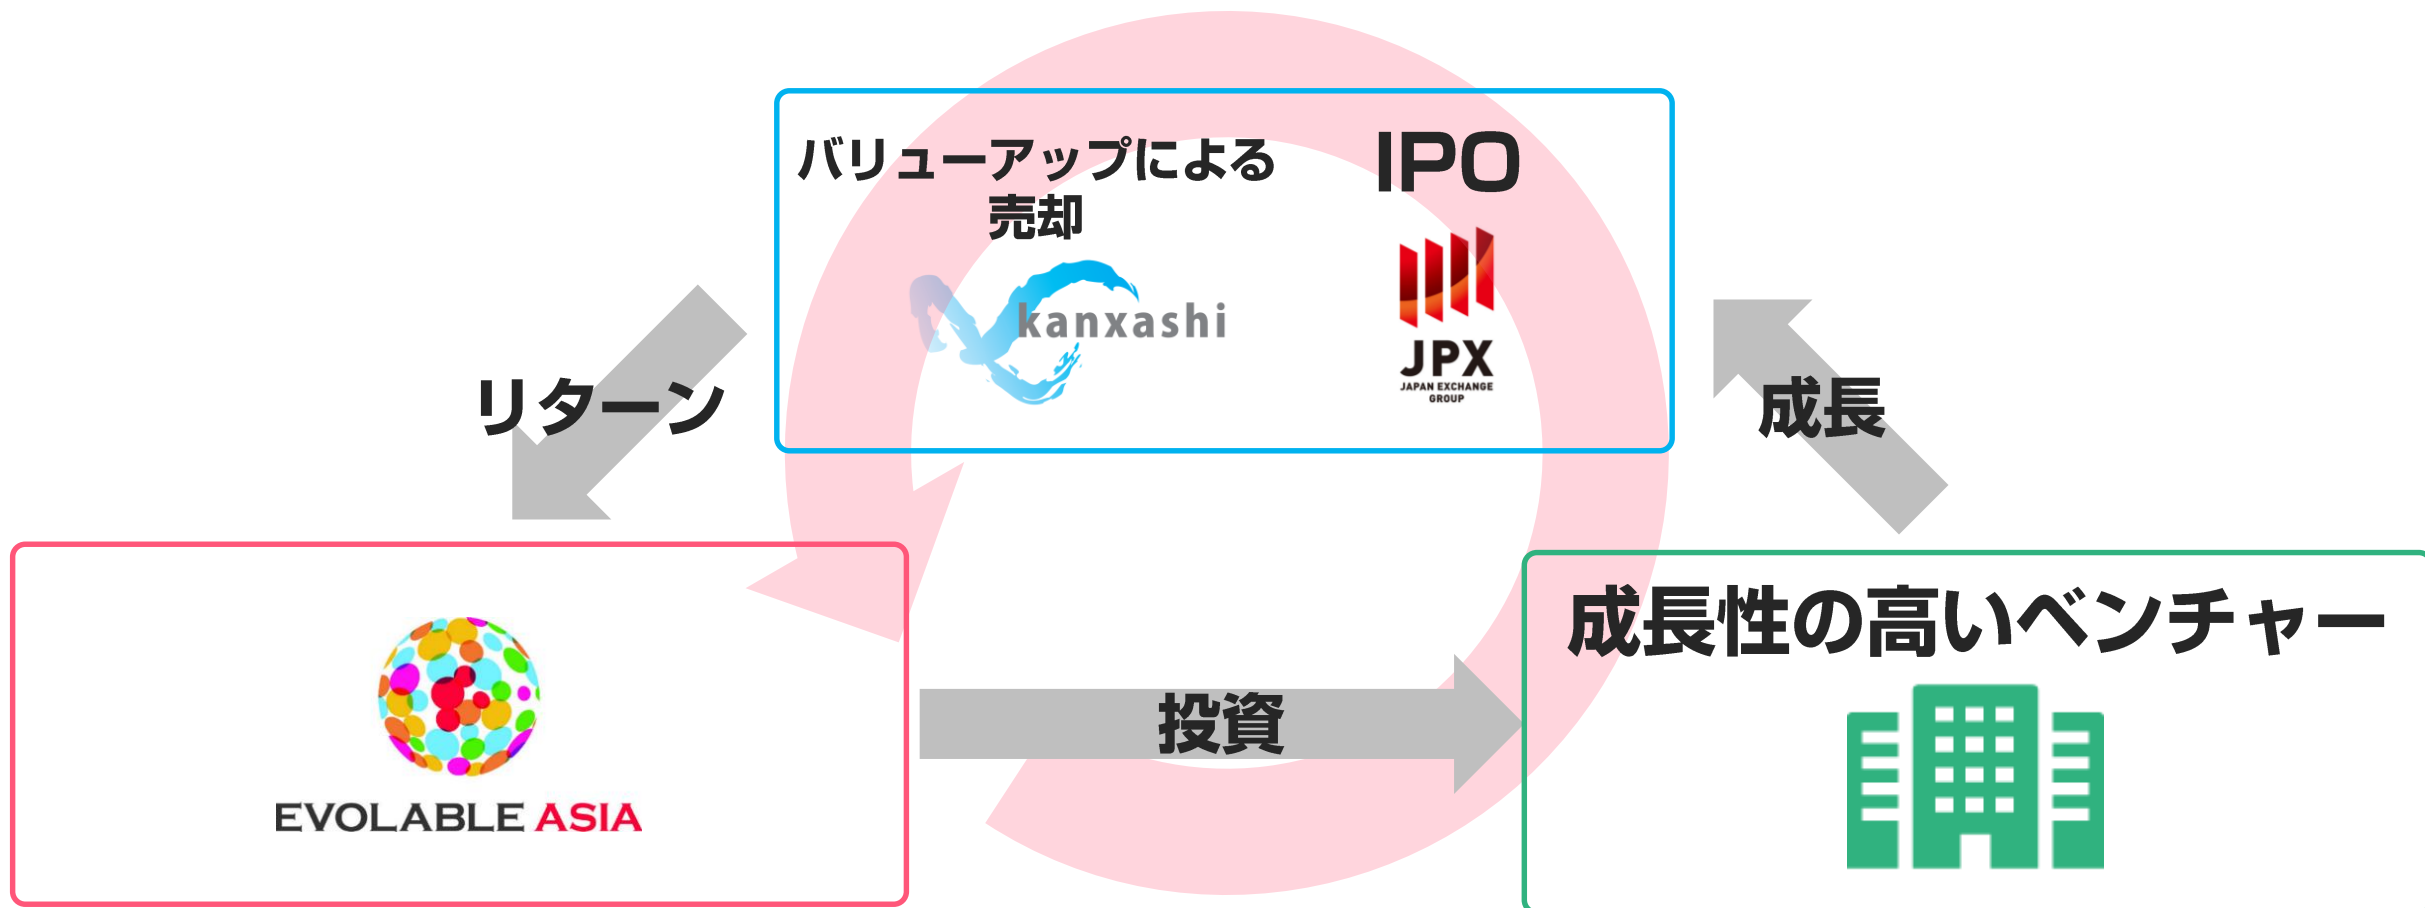 バリューアップによる
売却
IPO
kanxashi
JPX
JAPAN EXCHANGE
GROUP
リターン
成長
EVOLABLE ASIA
投資
成長性の高いベンチャー